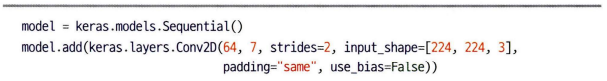 model = keras.models.Sequential()
model.add(keras.layers.Conv2D(64, 7, strides=2, input_shape=[224, 224, 3],
padding="same", use_bias=False))